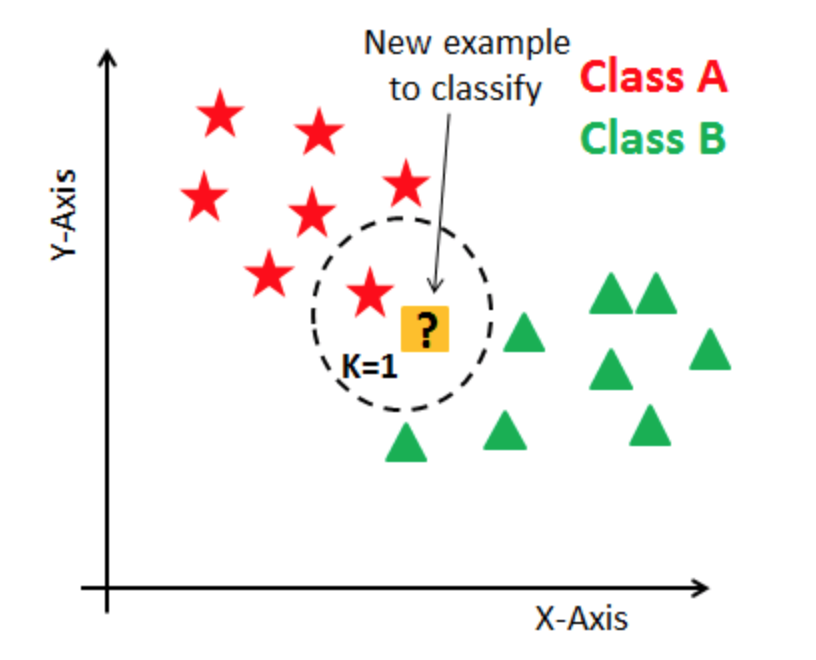 New example
to classify
Class A
Class B
Y-Axis
?
K=1
X-Axis